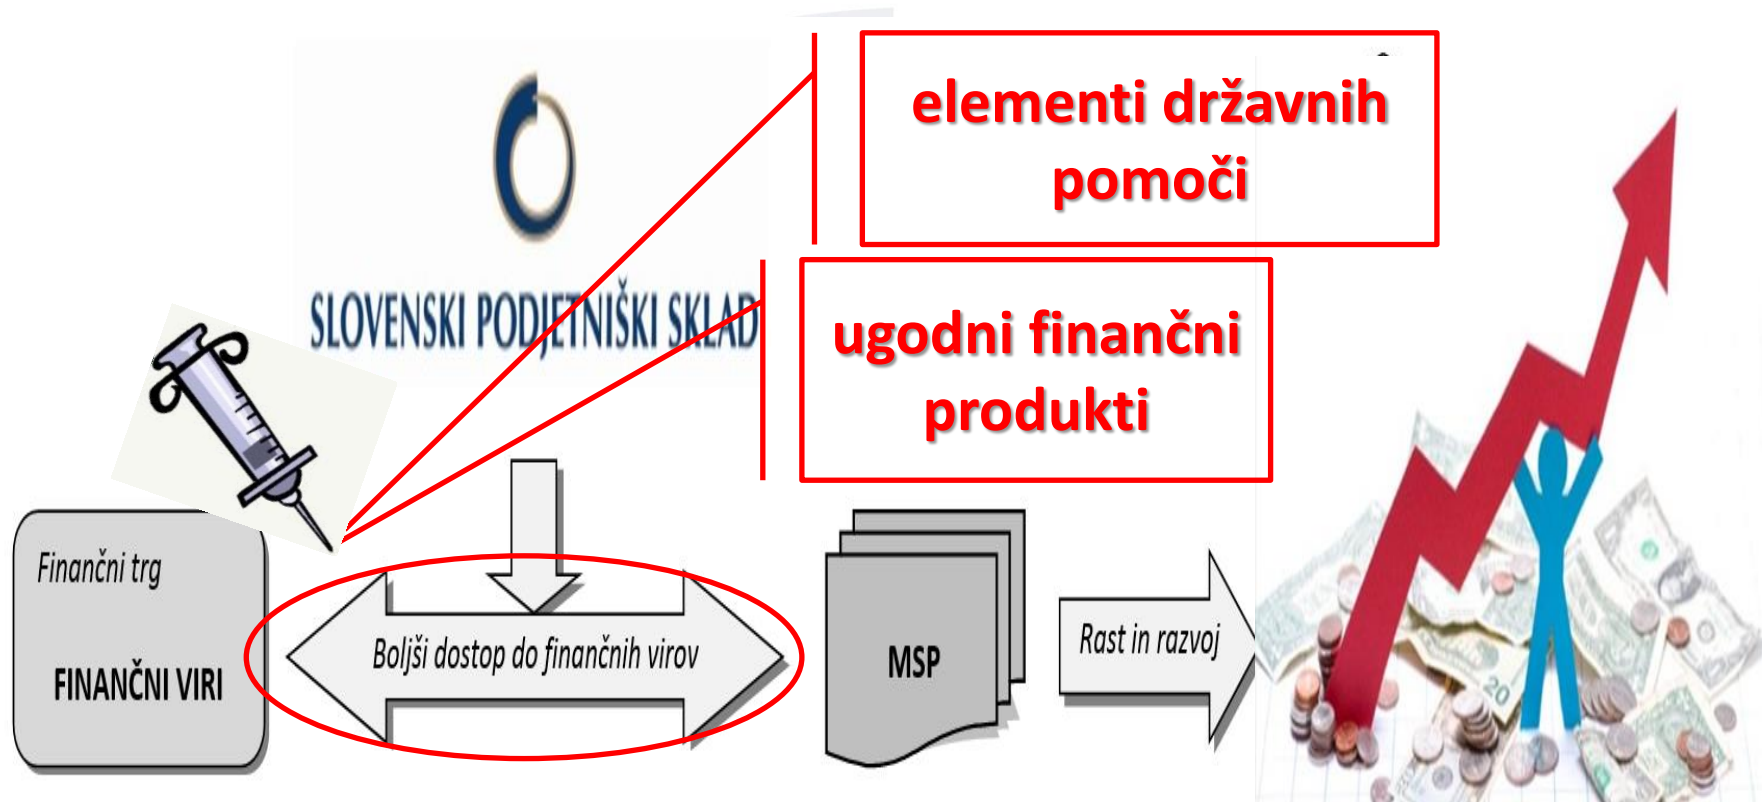 elementi državnih
pomoči
SLOVENSKI PODJETNIŠKI SKLAD
ugodni finančni
produkti
Finančni trg
FINANČNI VIRI
Boljši dostop do finančnih virov
MSP
Rast in razvoj
20